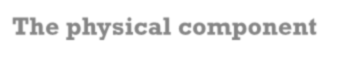 The physical component